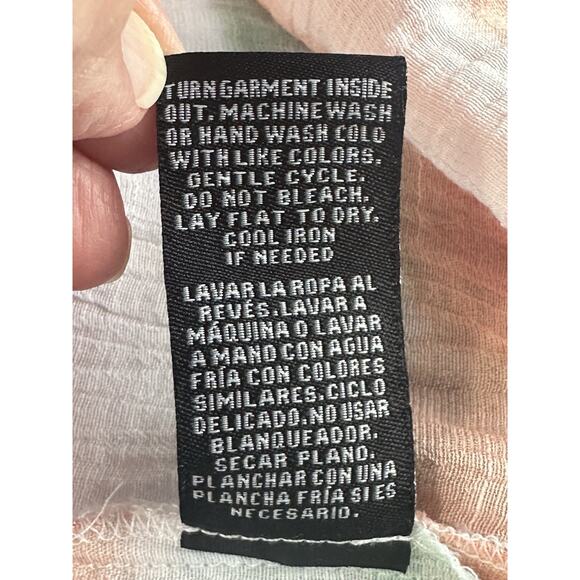 TURN GARMENT INSIDE
OUT. MACHINE WASH
OR HAND WASH COLD
WITH LIKE COLORS.
GENTLE CYCLE.
DO NOT BLEACH.
LAY FLAT TO DRY.
COOL IRON
IF NEEDED
LAVAR LA ROPA AL
REVÉS. LAVAR A
MÁQUINA O LAVAR
A MANO CON AGUA
FRÍA CON COLORES
SIMILARES. CICLO
DELICADO. NO USAR
BLANQUEADOR.
SECAR PLANO.
PLANCHAR CON UNA
PLANCHA FRÍA SI ES
NECESARIO.